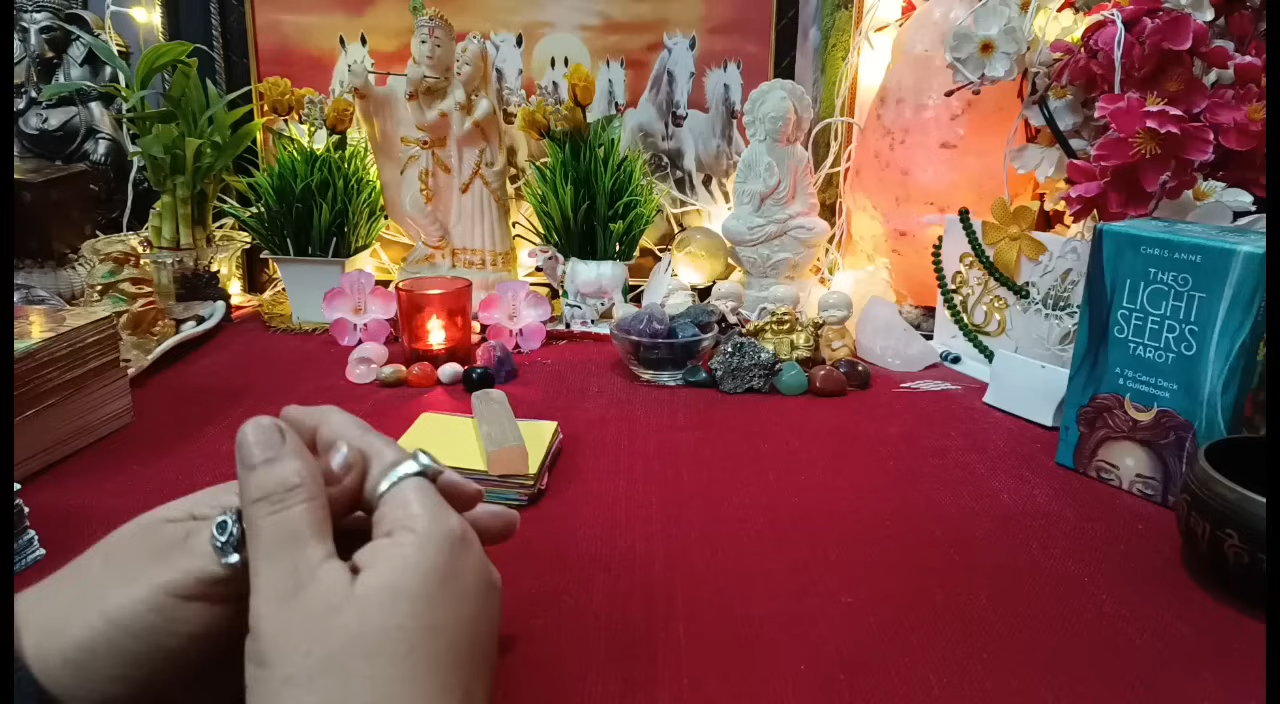 CHRIS-ANNE
THE
LIGHT
SEER'S
TAROT
A 78-Card Deck
& Guidebook